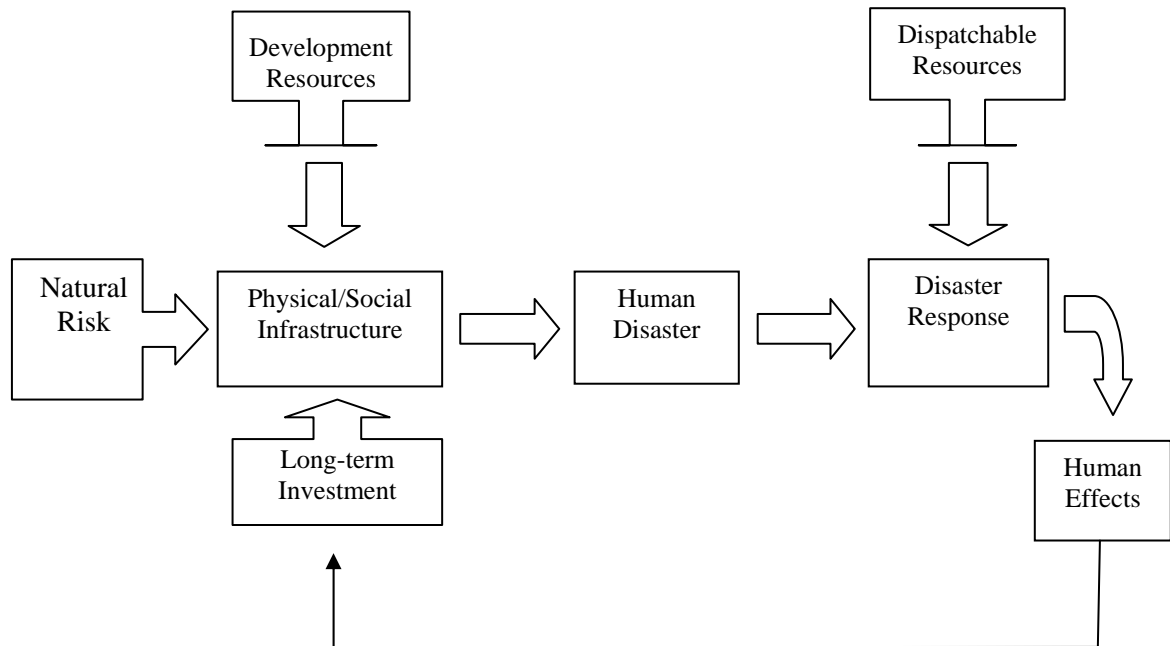 Development
Resources
Dispatchable
Resources
Natural
Risk
Physical/Social
Infrastructure
Human
Disaster
Disaster
Response
Long-term
Investment
Human
Effects